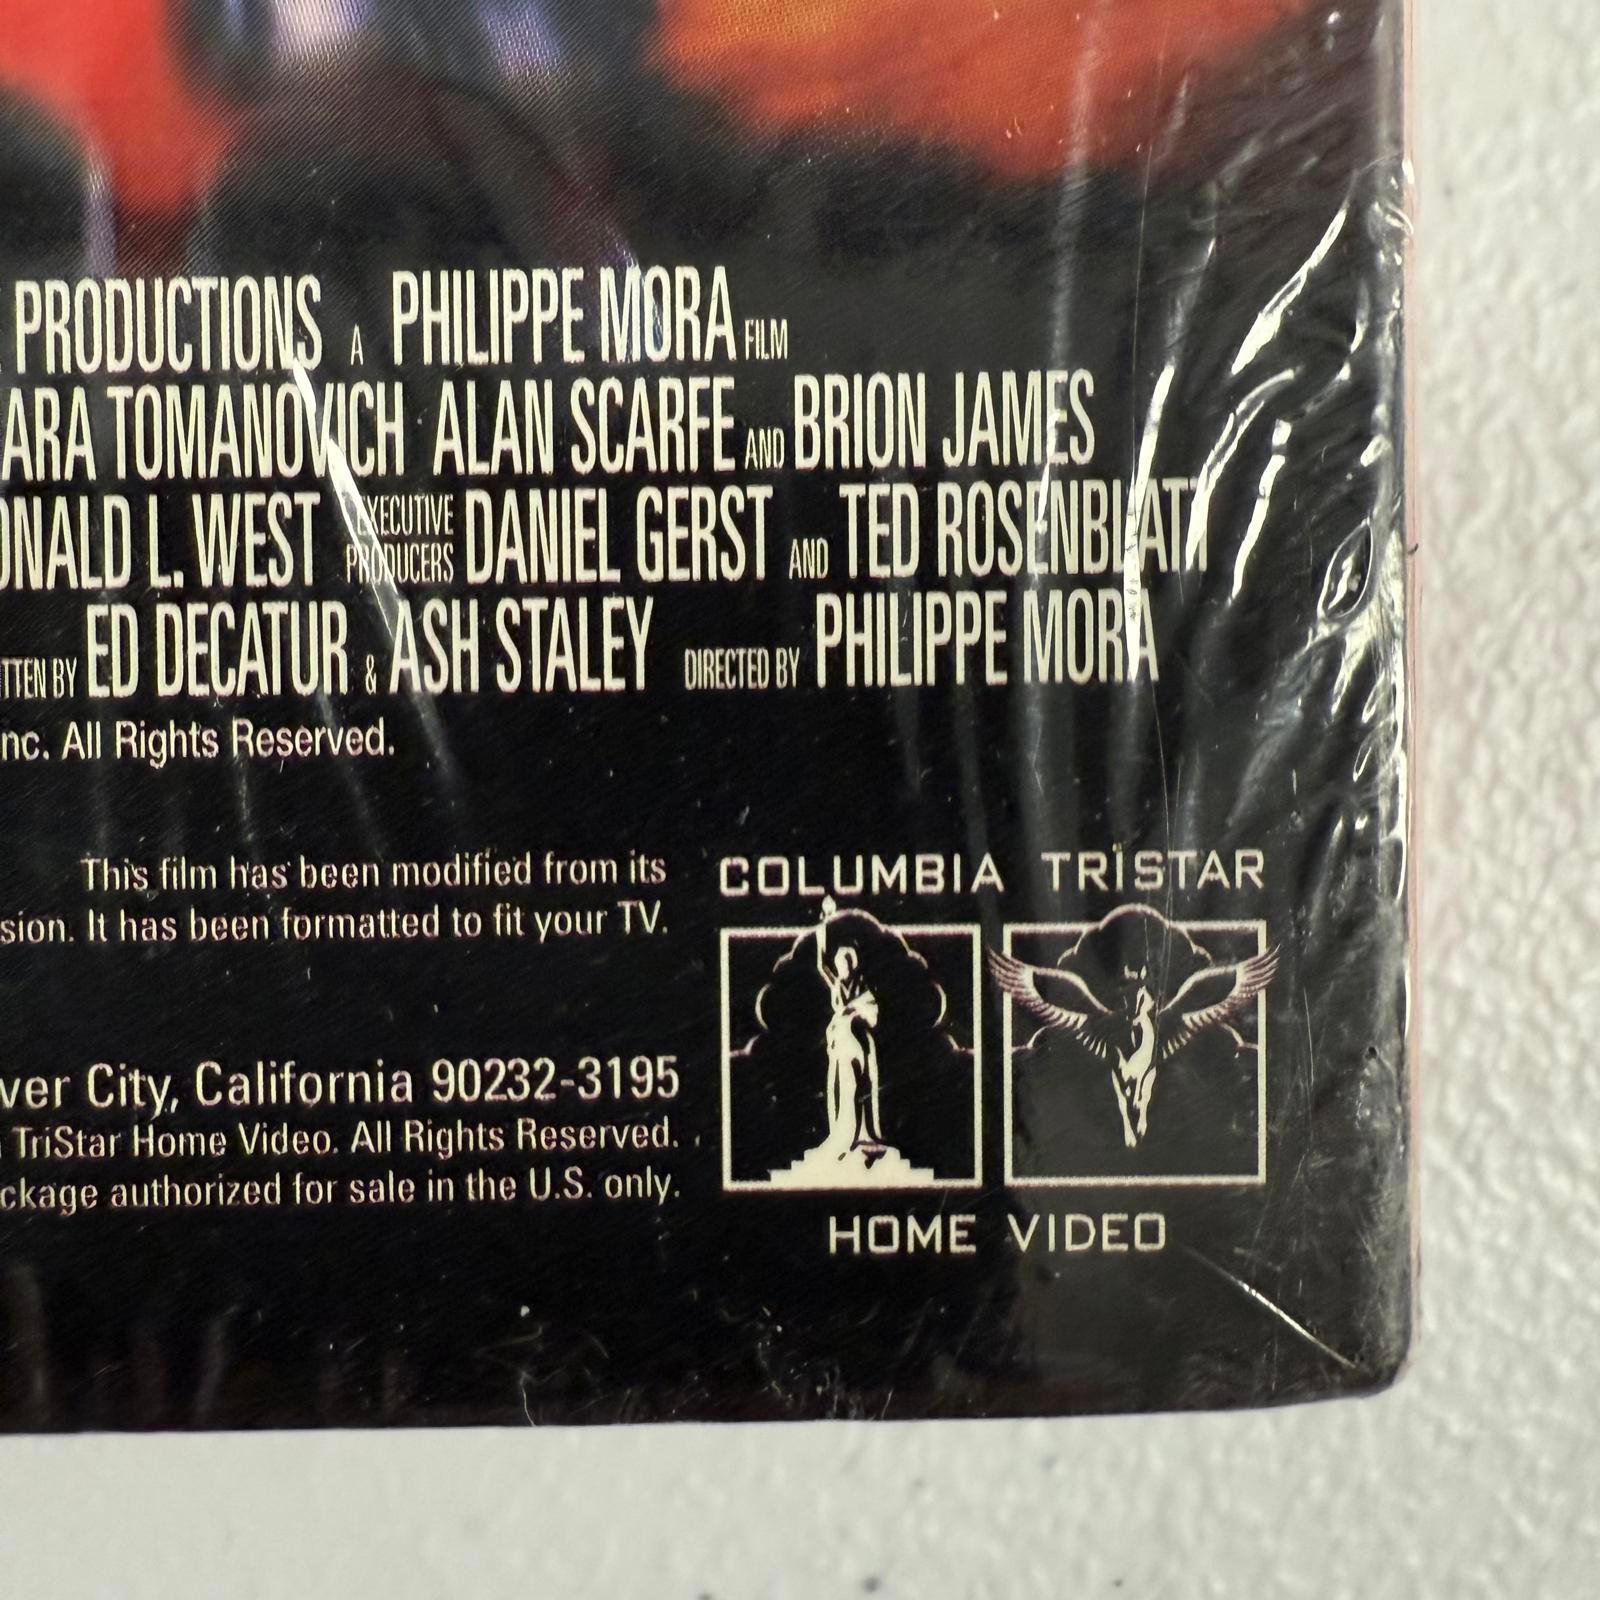 PRODUCTIONS A PHILIPPE MORA FILM
ARA TOMANOVICH ALAN SCARFE AND BRION JAMES
ONALD L. WEST EXECUTIVE PRODUCERS DANIEL GERST AND TED ROSENBLATT
TTEN BY ED DECATUR & ASH STALEY DIRECTED BY PHILIPPE MORA
nc. All Rights Reserved.
This film has been modified from its
sion. It has been formatted to fit your TV.
COLUMBIA TRISTAR
ver City, California 90232-3195
TriStar Home Video. All Rights Reserved.
ckage authorized for sale in the U.S. only.
HOME VIDEO